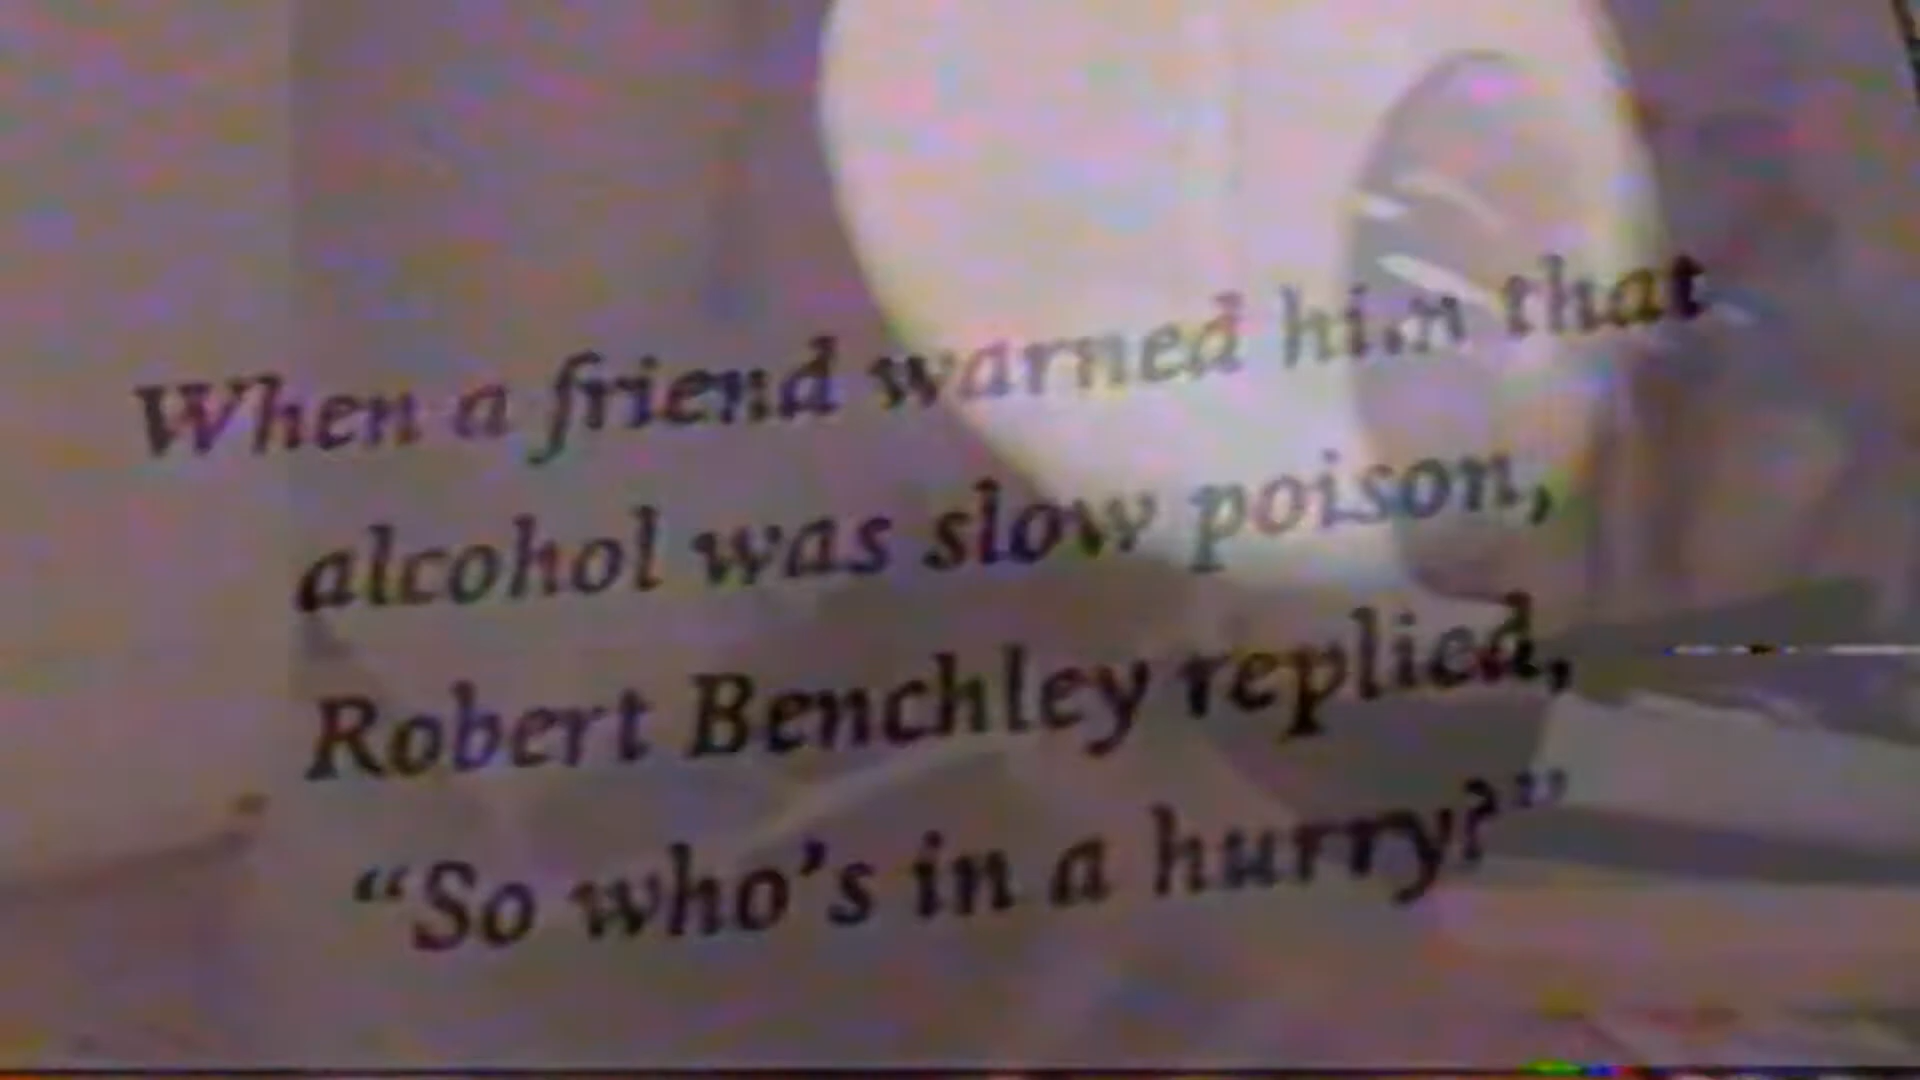 When a friend warned him that
alcohol was slow poison,
Robert Benchley replied,
“So who’s in a hurry?”